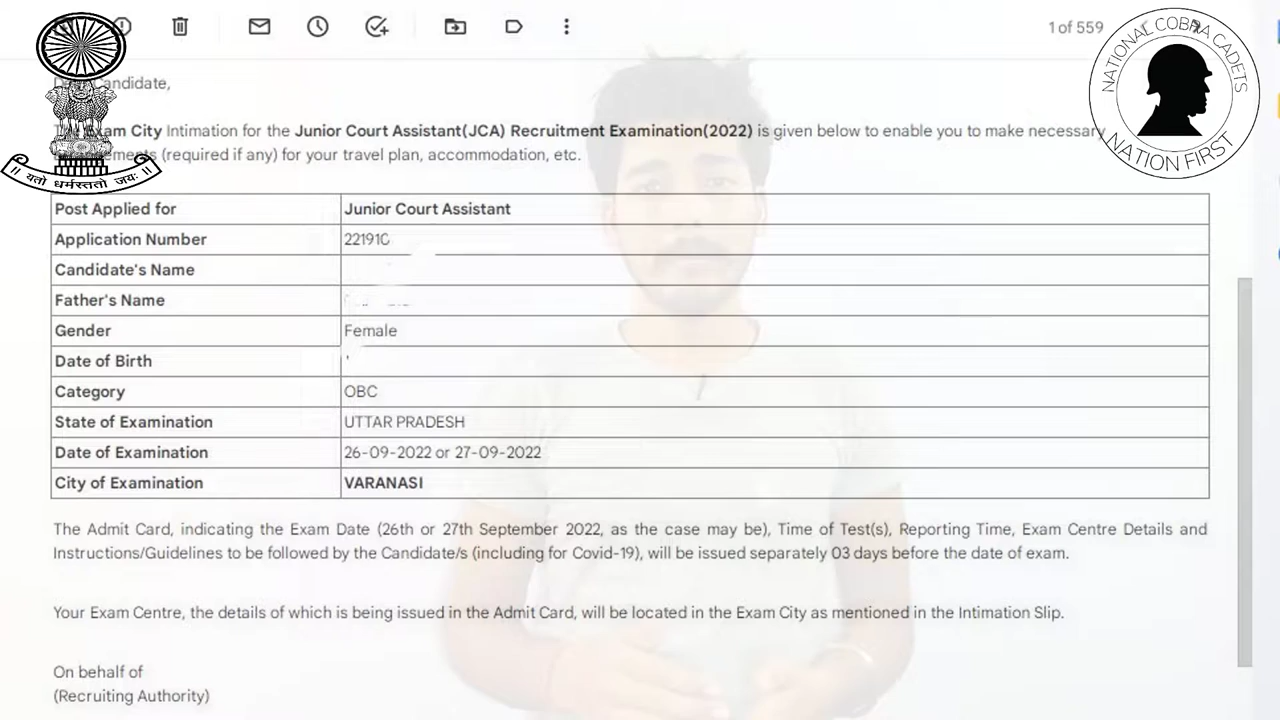 1 of 559
॥ यतो धर्मस्ततो जयः ॥
NATIONAL COBRA CADETS
NATION FIRST
Candidate,
Exam City Intimation for the Junior Court Assistant(JCA) Recruitment Examination(2022) is given below to enable you to make necessary
(required if any) for your travel plan, accommodation, etc.
Post Applied for Junior Court Assistant
Application Number 22191
Candidate's Name
Father's Name
Gender Female
Date of Birth
Category OBC
State of Examination UTTAR PRADESH
Date of Examination 26-09-2022 or 27-09-2022
City of Examination VARANASI
The Admit Card, indicating the Exam Date (26th or 27th September 2022, as the case may be), Time of Test(s), Reporting Time, Exam Centre Details and
Instructions/Guidelines to be followed by the Candidate/s (including for Covid-19), will be issued separately 03 days before the date of exam.
Your Exam Centre, the details of which is being issued in the Admit Card, will be located in the Exam City as mentioned in the Intimation Slip.
On behalf of
(Recruiting Authority)